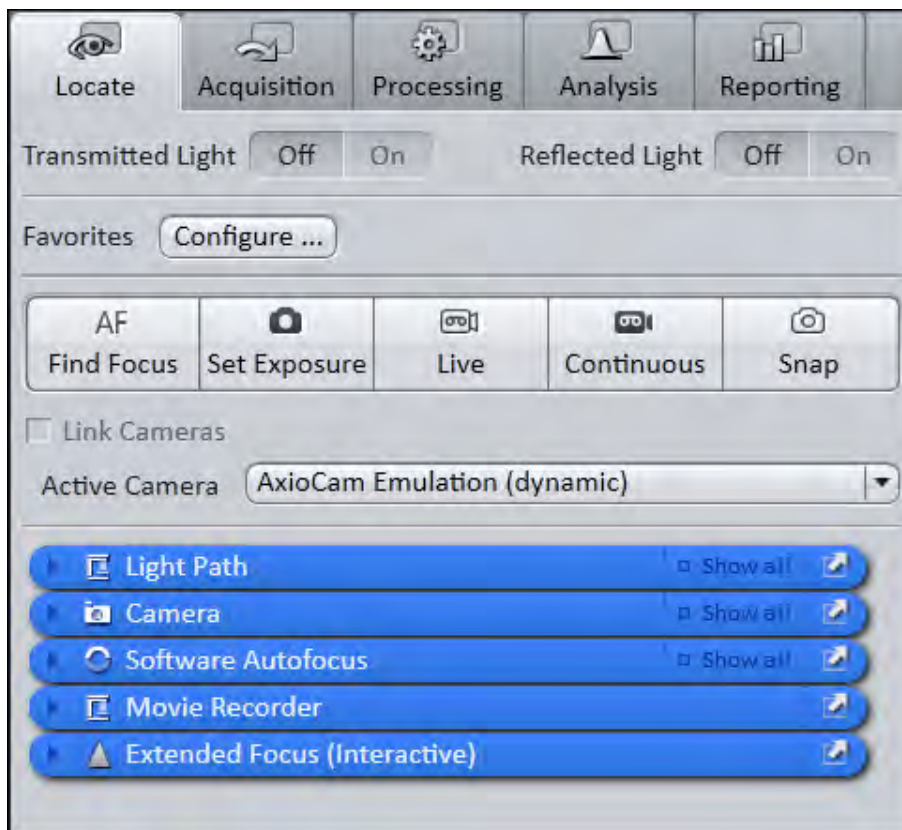 Locate Acquisition Processing Analysis Reporting
Transmitted Light Off On Reflected Light Off On
Favorites Configure ...
AF
Find Focus Set Exposure Live Continuous Snap
Link Cameras
Active Camera AxioCam Emulation (dynamic)
Light Path Show all
Camera Show all
Software Autofocus Show all
Movie Recorder
Extended Focus (Interactive)